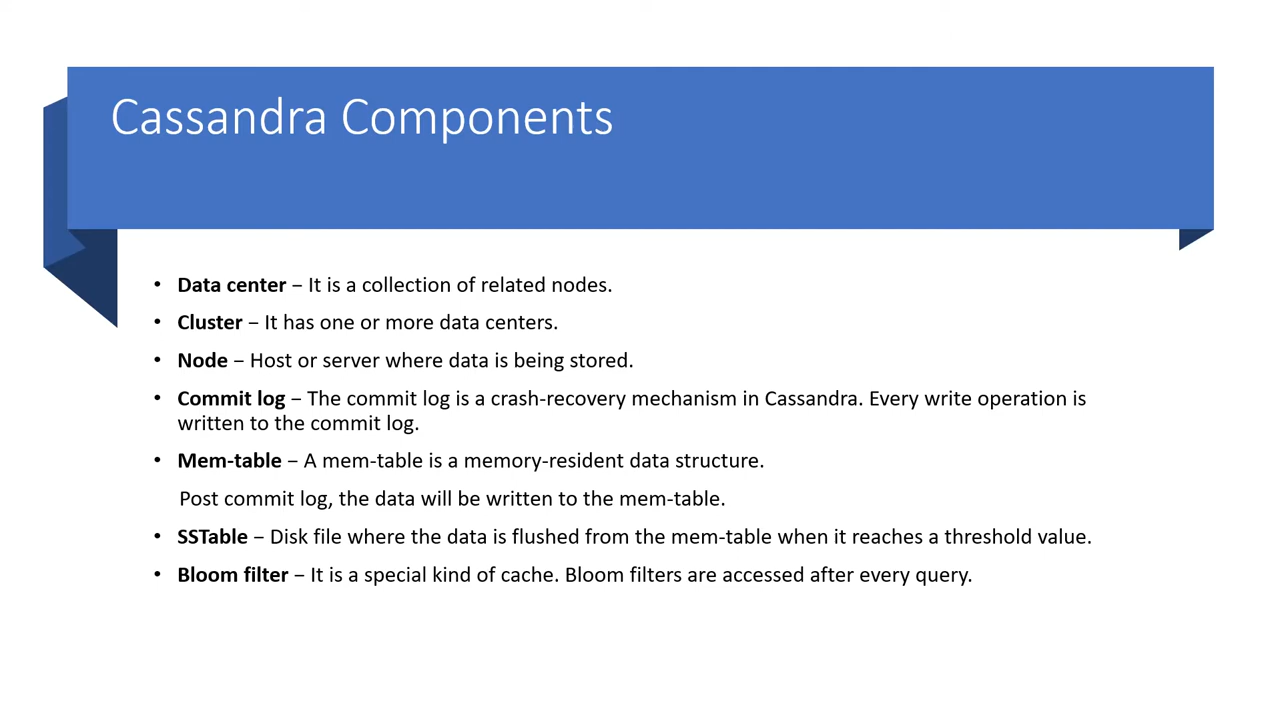 Cassandra Components
• Data center − It is a collection of related nodes.
• Cluster − It has one or more data centers.
• Node − Host or server where data is being stored.
• Commit log − The commit log is a crash-recovery mechanism in Cassandra. Every write operation is
written to the commit log.
• Mem-table − A mem-table is a memory-resident data structure.
Post commit log, the data will be written to the mem-table.
• SSTable − Disk file where the data is flushed from the mem-table when it reaches a threshold value.
• Bloom filter − It is a special kind of cache. Bloom filters are accessed after every query.